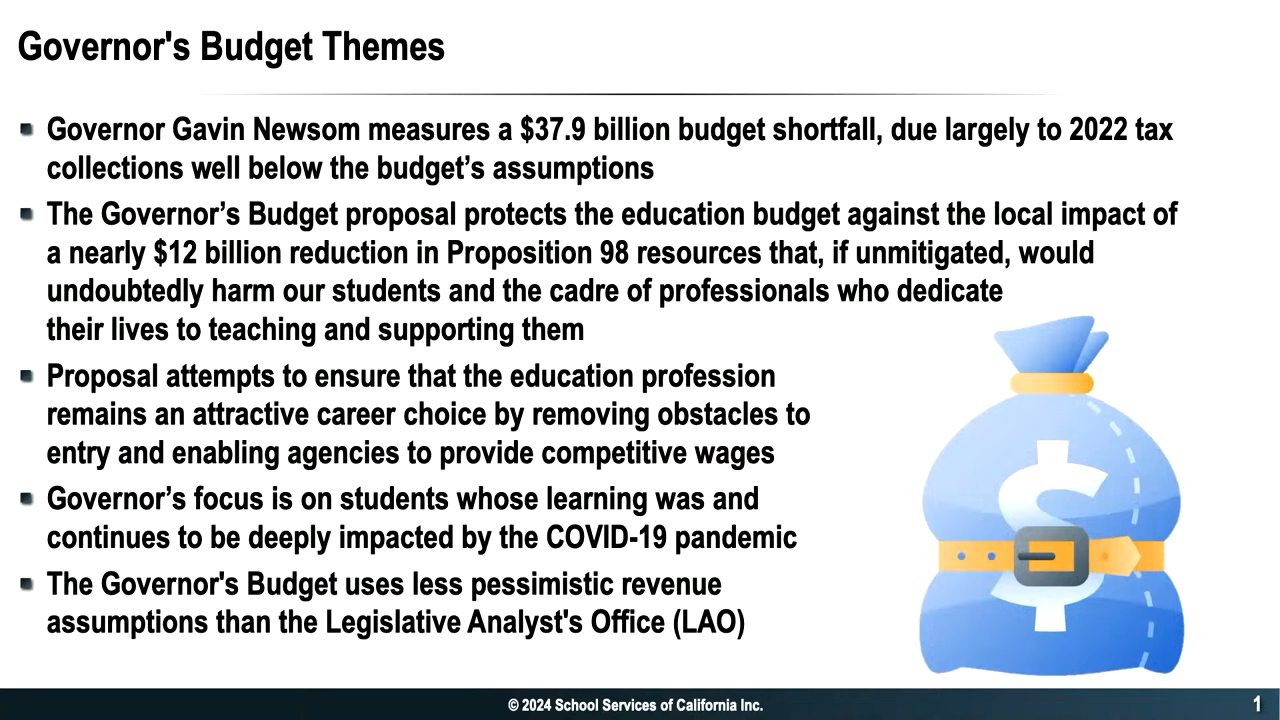 Governor's Budget Themes
Governor Gavin Newsom measures a $37.9 billion budget shortfall, due largely to 2022 tax
collections well below the budget’s assumptions
The Governor’s Budget proposal protects the education budget against the local impact of
a nearly $12 billion reduction in Proposition 98 resources that, if unmitigated, would
undoubtedly harm our students and the cadre of professionals who dedicate
their lives to teaching and supporting them
Proposal attempts to ensure that the education profession
remains an attractive career choice by removing obstacles to
entry and enabling agencies to provide competitive wages
Governor’s focus is on students whose learning was and
continues to be deeply impacted by the COVID-19 pandemic
The Governor's Budget uses less pessimistic revenue
assumptions than the Legislative Analyst's Office (LAO)
$
© 2024 School Services of California Inc.
1